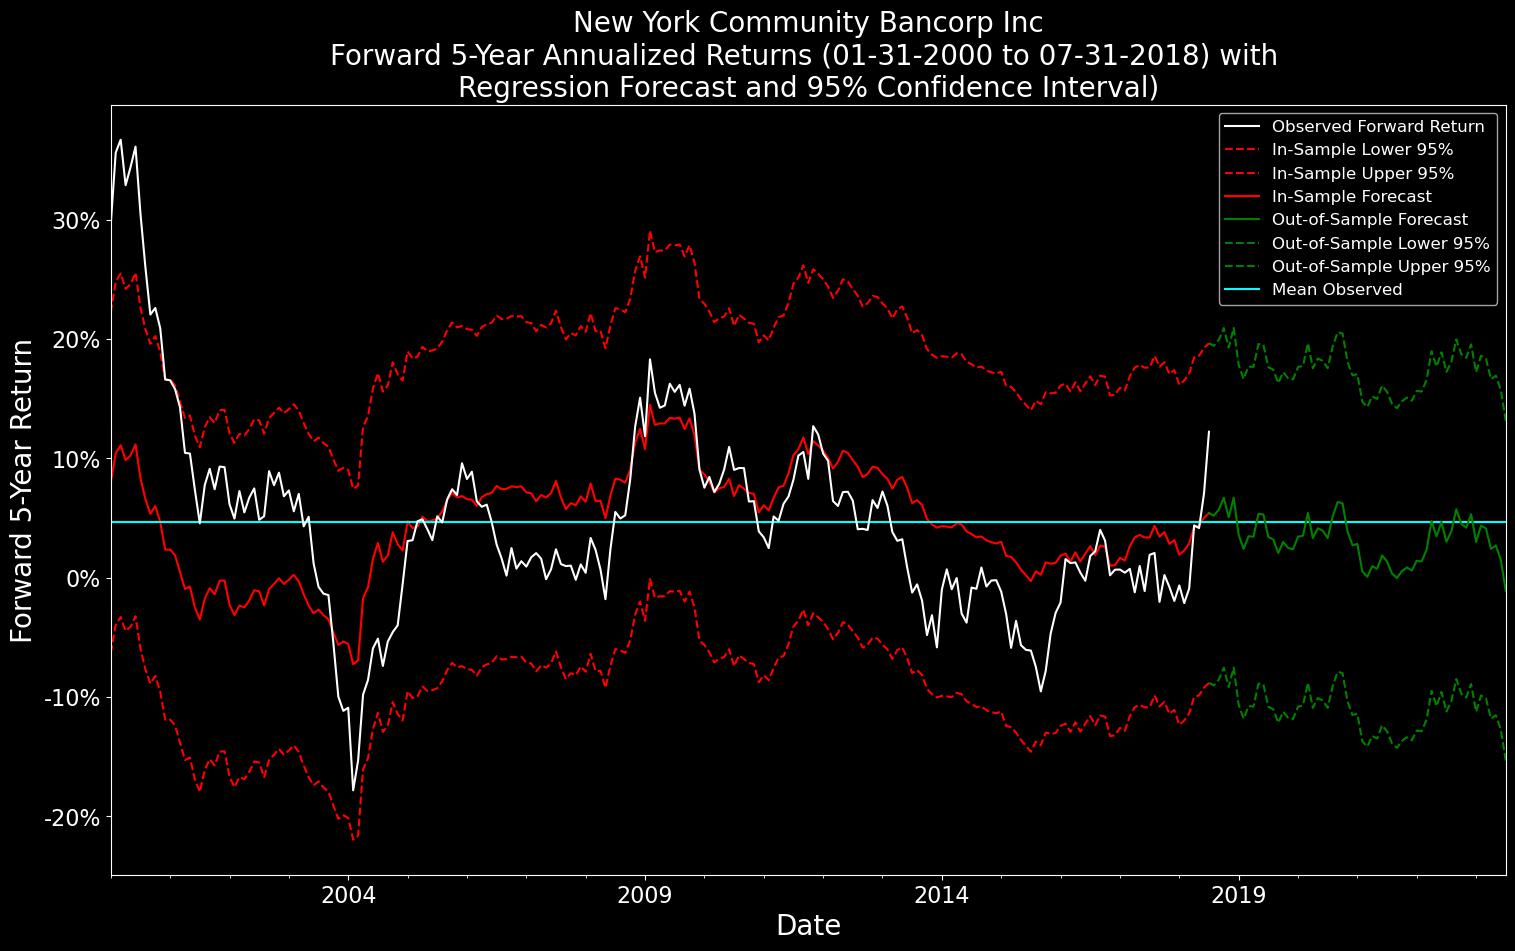 New York Community Bancorp Inc
Forward 5-Year Annualized Returns (01-31-2000 to 07-31-2018) with
Regression Forecast and 95% Confidence Interval)
Observed Forward Return
In-Sample Lower 95%
In-Sample Upper 95%
In-Sample Forecast
Out-of-Sample Forecast
Out-of-Sample Lower 95%
Out-of-Sample Upper 95%
Mean Observed
Forward 5-Year Return
30%
20%
10%
0%
-10%
-20%
2004
2009
2014
2019
Date